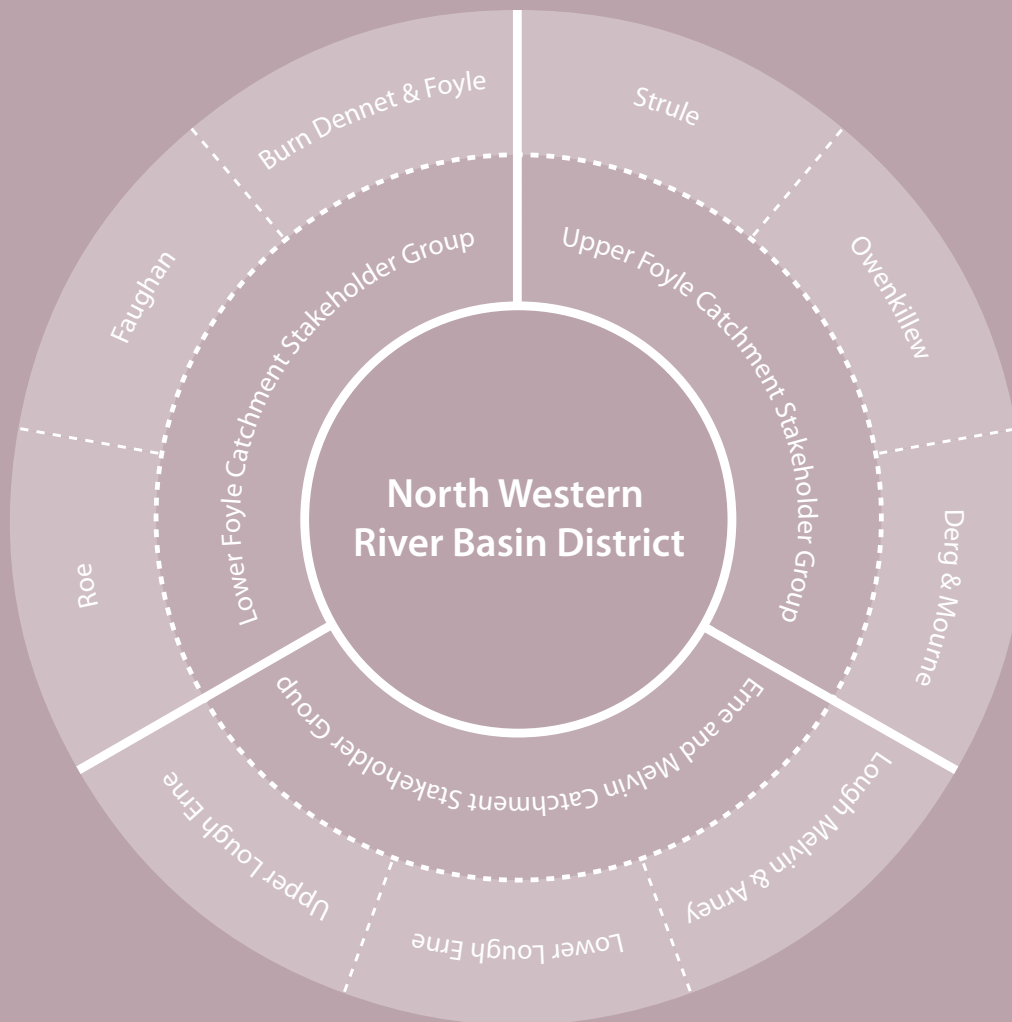 North Western
River Basin District
Upper Foyle Catchment Stakeholder Group
Strule
Owenkillew
Derg & Mourne
Erne and Melvin Catchment Stakeholder Group
Lough Melvin & Arney
Lower Lough Erne
Upper Lough Erne
Lower Foyle Catchment Stakeholder Group
Roe
Faughan
Burn Dennet & Foyle